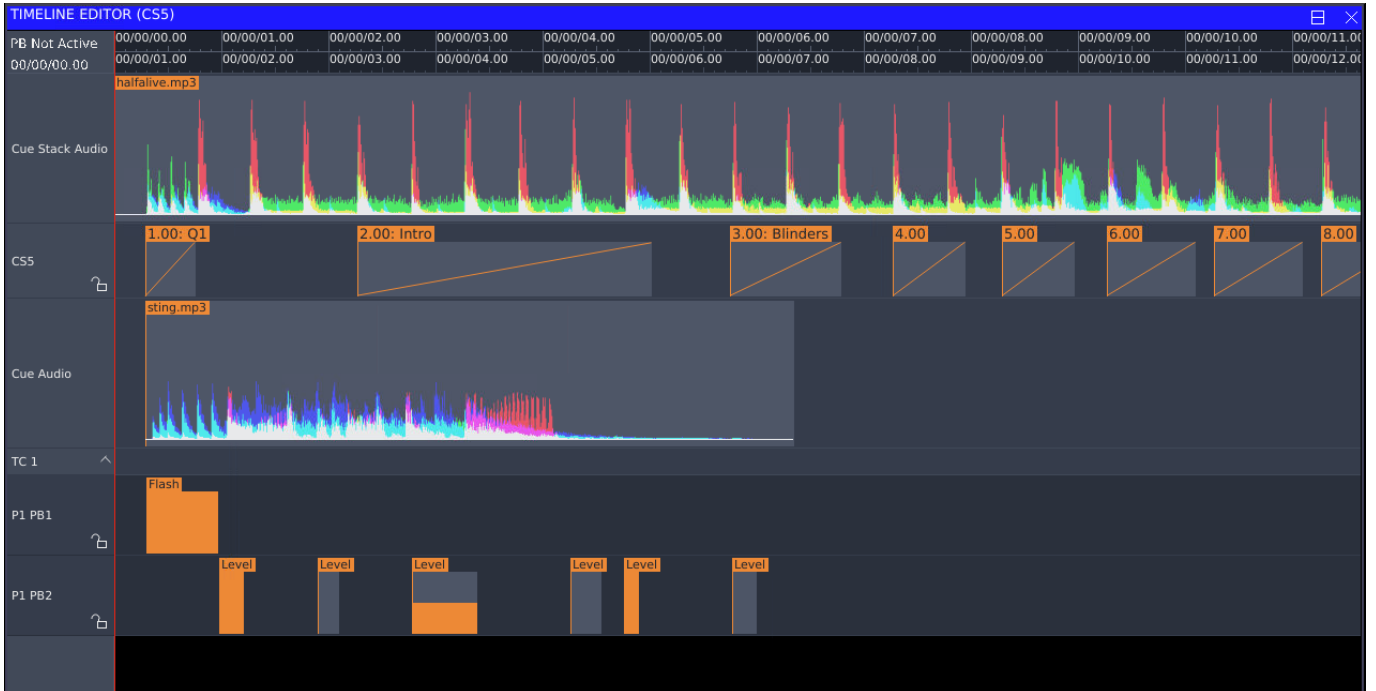 TIMELINE EDITOR (CS5)
PB Not Active 00/00/00.00 00/00/01.00 00/00/02.00 00/00/03.00 00/00/04.00 00/00/05.00 00/00/06.00 00/00/07.00 00/00/08.00 00/00/09.00 00/00/10.00 00/00/11.00
00/00/00.00 00/00/01.00 00/00/02.00 00/00/03.00 00/00/04.00 00/00/05.00 00/00/06.00 00/00/07.00 00/00/08.00 00/00/09.00 00/00/10.00 00/00/11.00 00/00/12.00
halfalive.mp3
Cue Stack Audio
1.00: Q1 2.00: Intro 3.00: Blinders 4.00 5.00 6.00 7.00 8.00
CS5
sting.mp3
Cue Audio
TC 1
Flash
P1 PB1
Level Level Level Level Level Level
P1 PB2